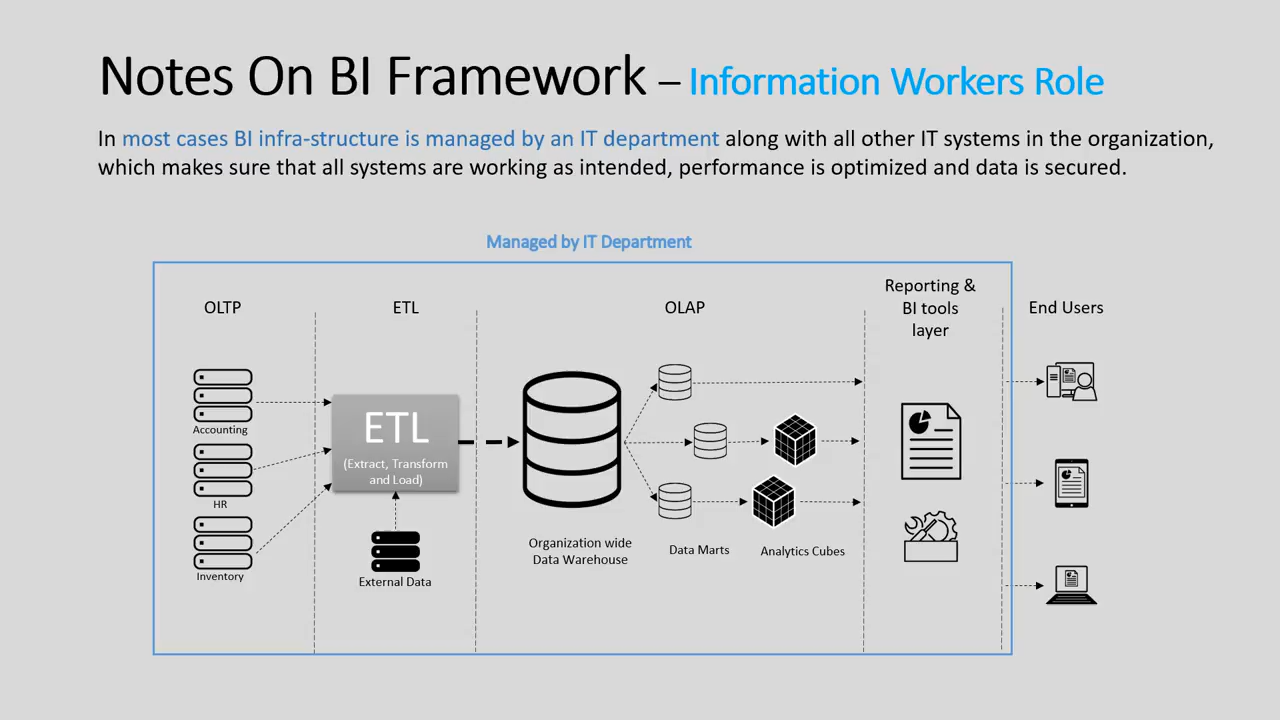 Notes On BI Framework – Information Workers Role
In most cases BI infra-structure is managed by an IT department along with all other IT systems in the organization,
which makes sure that all systems are working as intended, performance is optimized and data is secured.
Managed by IT Department
OLTP
ETL
OLAP
Reporting &
BI tools
layer
End Users
Accounting
HR
Inventory
ETL
(Extract, Transform
and Load)
External Data
Organization wide
Data Warehouse
Data Marts
Analytics Cubes